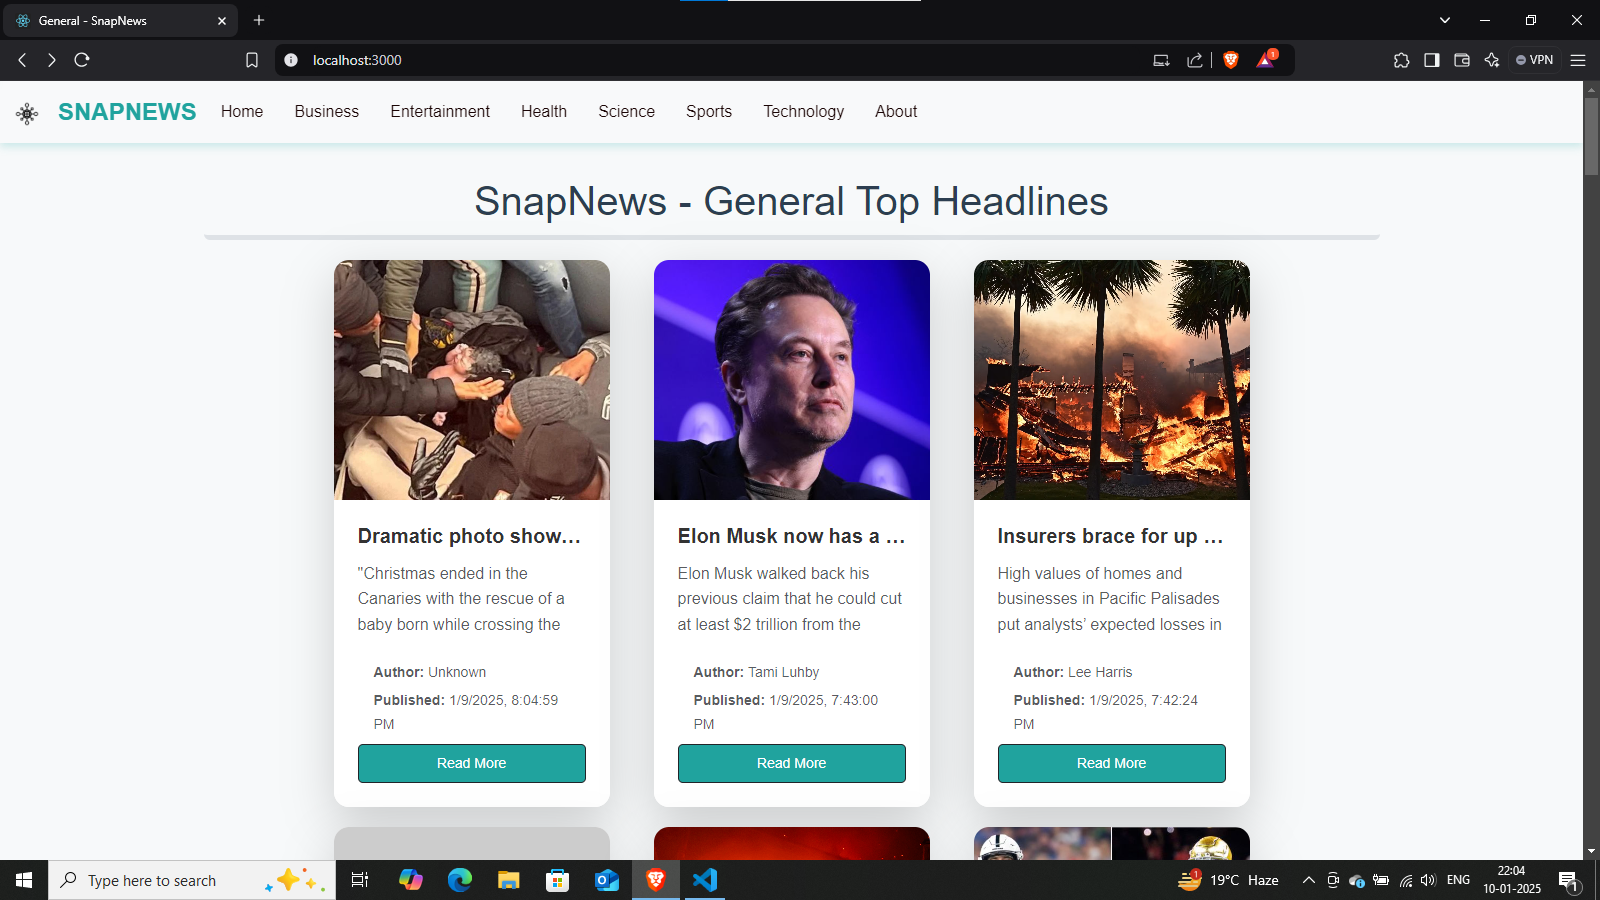 General - SnapNews
localhost:3000
1
VPN
SNAPNEWS Home Business Entertainment Health Science Sports Technology About
SnapNews - General Top Headlines
Dramatic photo show...
"Christmas ended in the
Canaries with the rescue of a
baby born while crossing the
Author: Unknown
Published: 1/9/2025, 8:04:59
PM
Read More
Elon Musk now has a ...
Elon Musk walked back his
previous claim that he could cut
at least $2 trillion from the
Author: Tami Luhby
Published: 1/9/2025, 7:43:00
PM
Read More
Insurers brace for up ...
High values of homes and
businesses in Pacific Palisades
put analysts’ expected losses in
Author: Lee Harris
Published: 1/9/2025, 7:42:24
PM
Read More
Type here to search
1
19°C Haze
ENG
22:04
10-01-2025
1